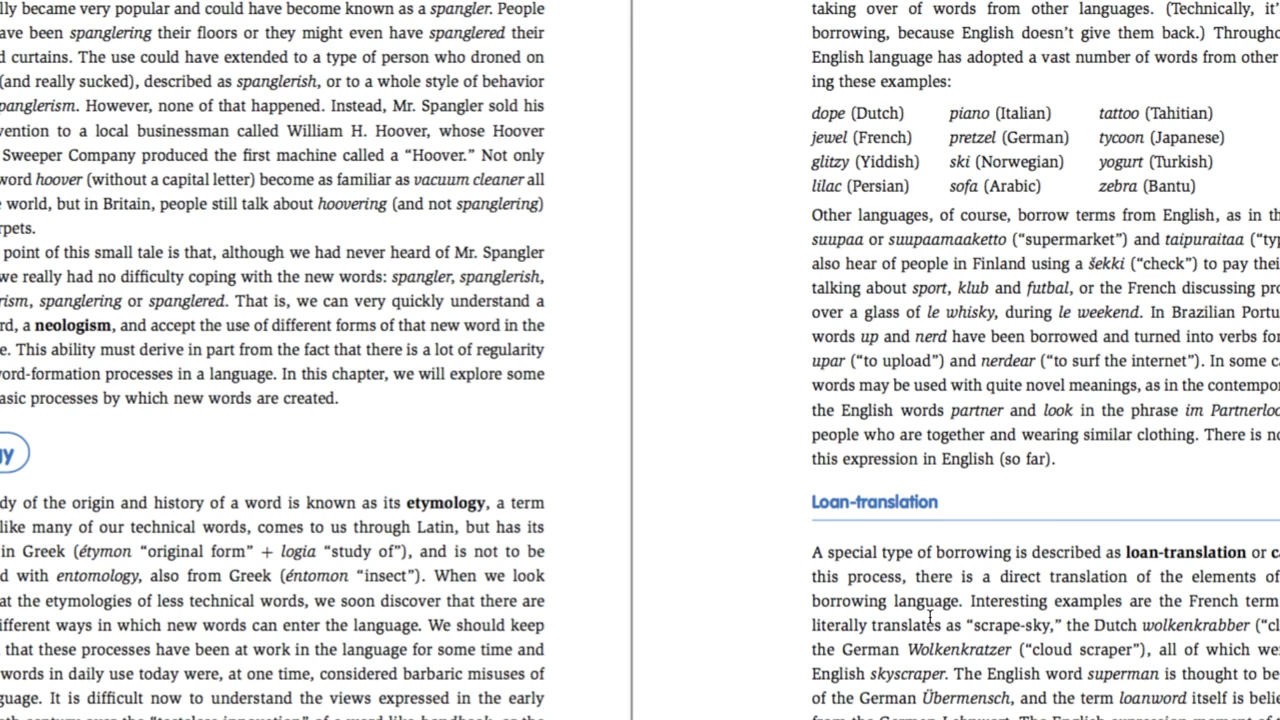 lly became very popular and could have become known as a spangler. People
ave been spanglering their floors or they might even have spanglered their
d curtains. The use could have extended to a type of person who droned on
(and really sucked), described as spanglerish, or to a whole style of behavior
panglerism. However, none of that happened. Instead, Mr. Spangler sold his
vention to a local businessman called William H. Hoover, whose Hoover
Sweeper Company produced the first machine called a “Hoover.” Not only
word hoover (without a capital letter) become as familiar as vacuum cleaner all
e world, but in Britain, people still talk about hoovering (and not spanglering)
rpets.
point of this small tale is that, although we had never heard of Mr. Spangler
we really had no difficulty coping with the new words: spangler, spanglerish,
rism, spanglering or spanglered. That is, we can very quickly understand a
rd, a neologism, and accept the use of different forms of that new word in the
e. This ability must derive in part from the fact that there is a lot of regularity
word-formation processes in a language. In this chapter, we will explore some
asic processes by which new words are created.
gy
dy of the origin and history of a word is known as its etymology, a term
like many of our technical words, comes to us through Latin, but has its
in Greek (étymon “original form” + logia “study of”), and is not to be
d with entomology, also from Greek (éntomon “insect”). When we look
at the etymologies of less technical words, we soon discover that there are
ifferent ways in which new words can enter the language. We should keep
that these processes have been at work in the language for some time and
words in daily use today were, at one time, considered barbaric misuses of
guage. It is difficult now to understand the views expressed in the early
taking over of words from other languages. (Technically, it’
borrowing, because English doesn’t give them back.) Througho
English language has adopted a vast number of words from other
ing these examples:
dope (Dutch) piano (Italian) tattoo (Tahitian)
jewel (French) pretzel (German) tycoon (Japanese)
glitzy (Yiddish) ski (Norwegian) yogurt (Turkish)
lilac (Persian) sofa (Arabic) zebra (Bantu)
Other languages, of course, borrow terms from English, as in th
suupaa or suupaamaaketto (“supermarket”) and taipuraitaa (“typ
also hear of people in Finland using a šekki (“check”) to pay thei
talking about sport, klub and futbal, or the French discussing pro
over a glass of le whisky, during le weekend. In Brazilian Portu
words up and nerd have been borrowed and turned into verbs for
upar (“to upload”) and nerdear (“to surf the internet”). In some ca
words may be used with quite novel meanings, as in the contempor
the English words partner and look in the phrase im Partnerloo
people who are together and wearing similar clothing. There is no
this expression in English (so far).
Loan-translation
A special type of borrowing is described as loan-translation or c
this process, there is a direct translation of the elements of
borrowing language. Interesting examples are the French term
literally translates as “scrape-sky,” the Dutch wolkenkrabber (“cl
the German Wolkenkratzer (“cloud scraper”), all of which we
English skyscraper. The English word superman is thought to be
of the German Übermensch, and the term loanword itself is belie